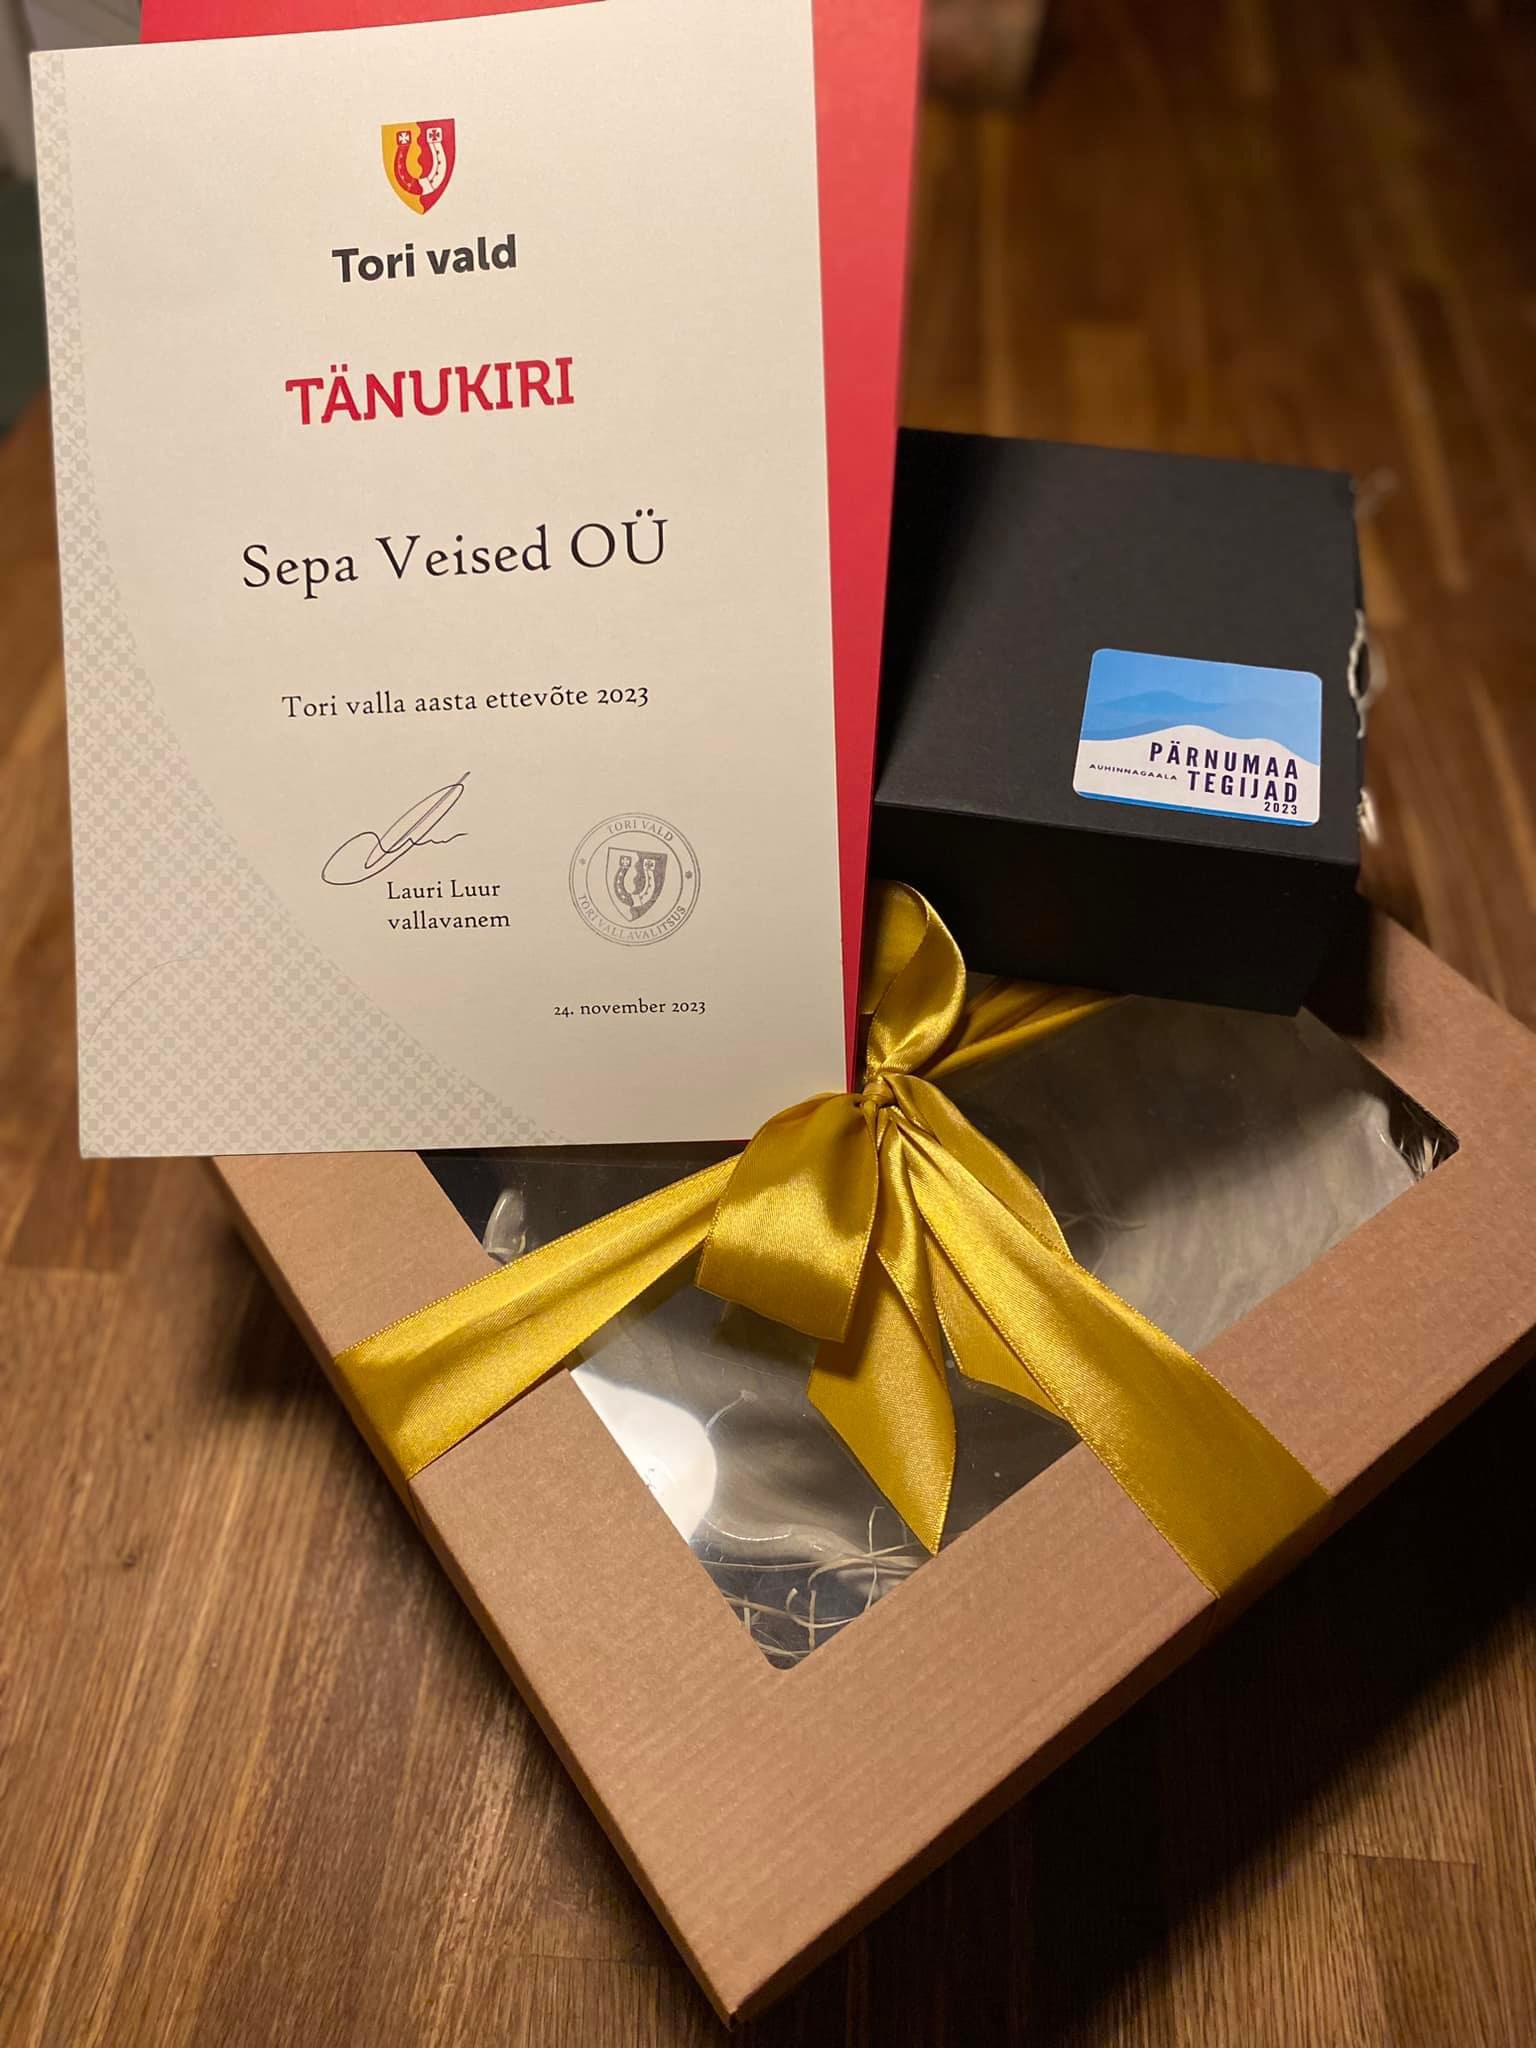 Tori vald
TÄNUKIRI
Sepa Veised OÜ
Tori valla aasta ettevõte 2023
Lauri Luur
vallavanem
TORI VALD
TORI VALLAVALITSUS
24. november 2023
PÄRNUMAA
AUHINNAGAALA TEGIJAD
2023